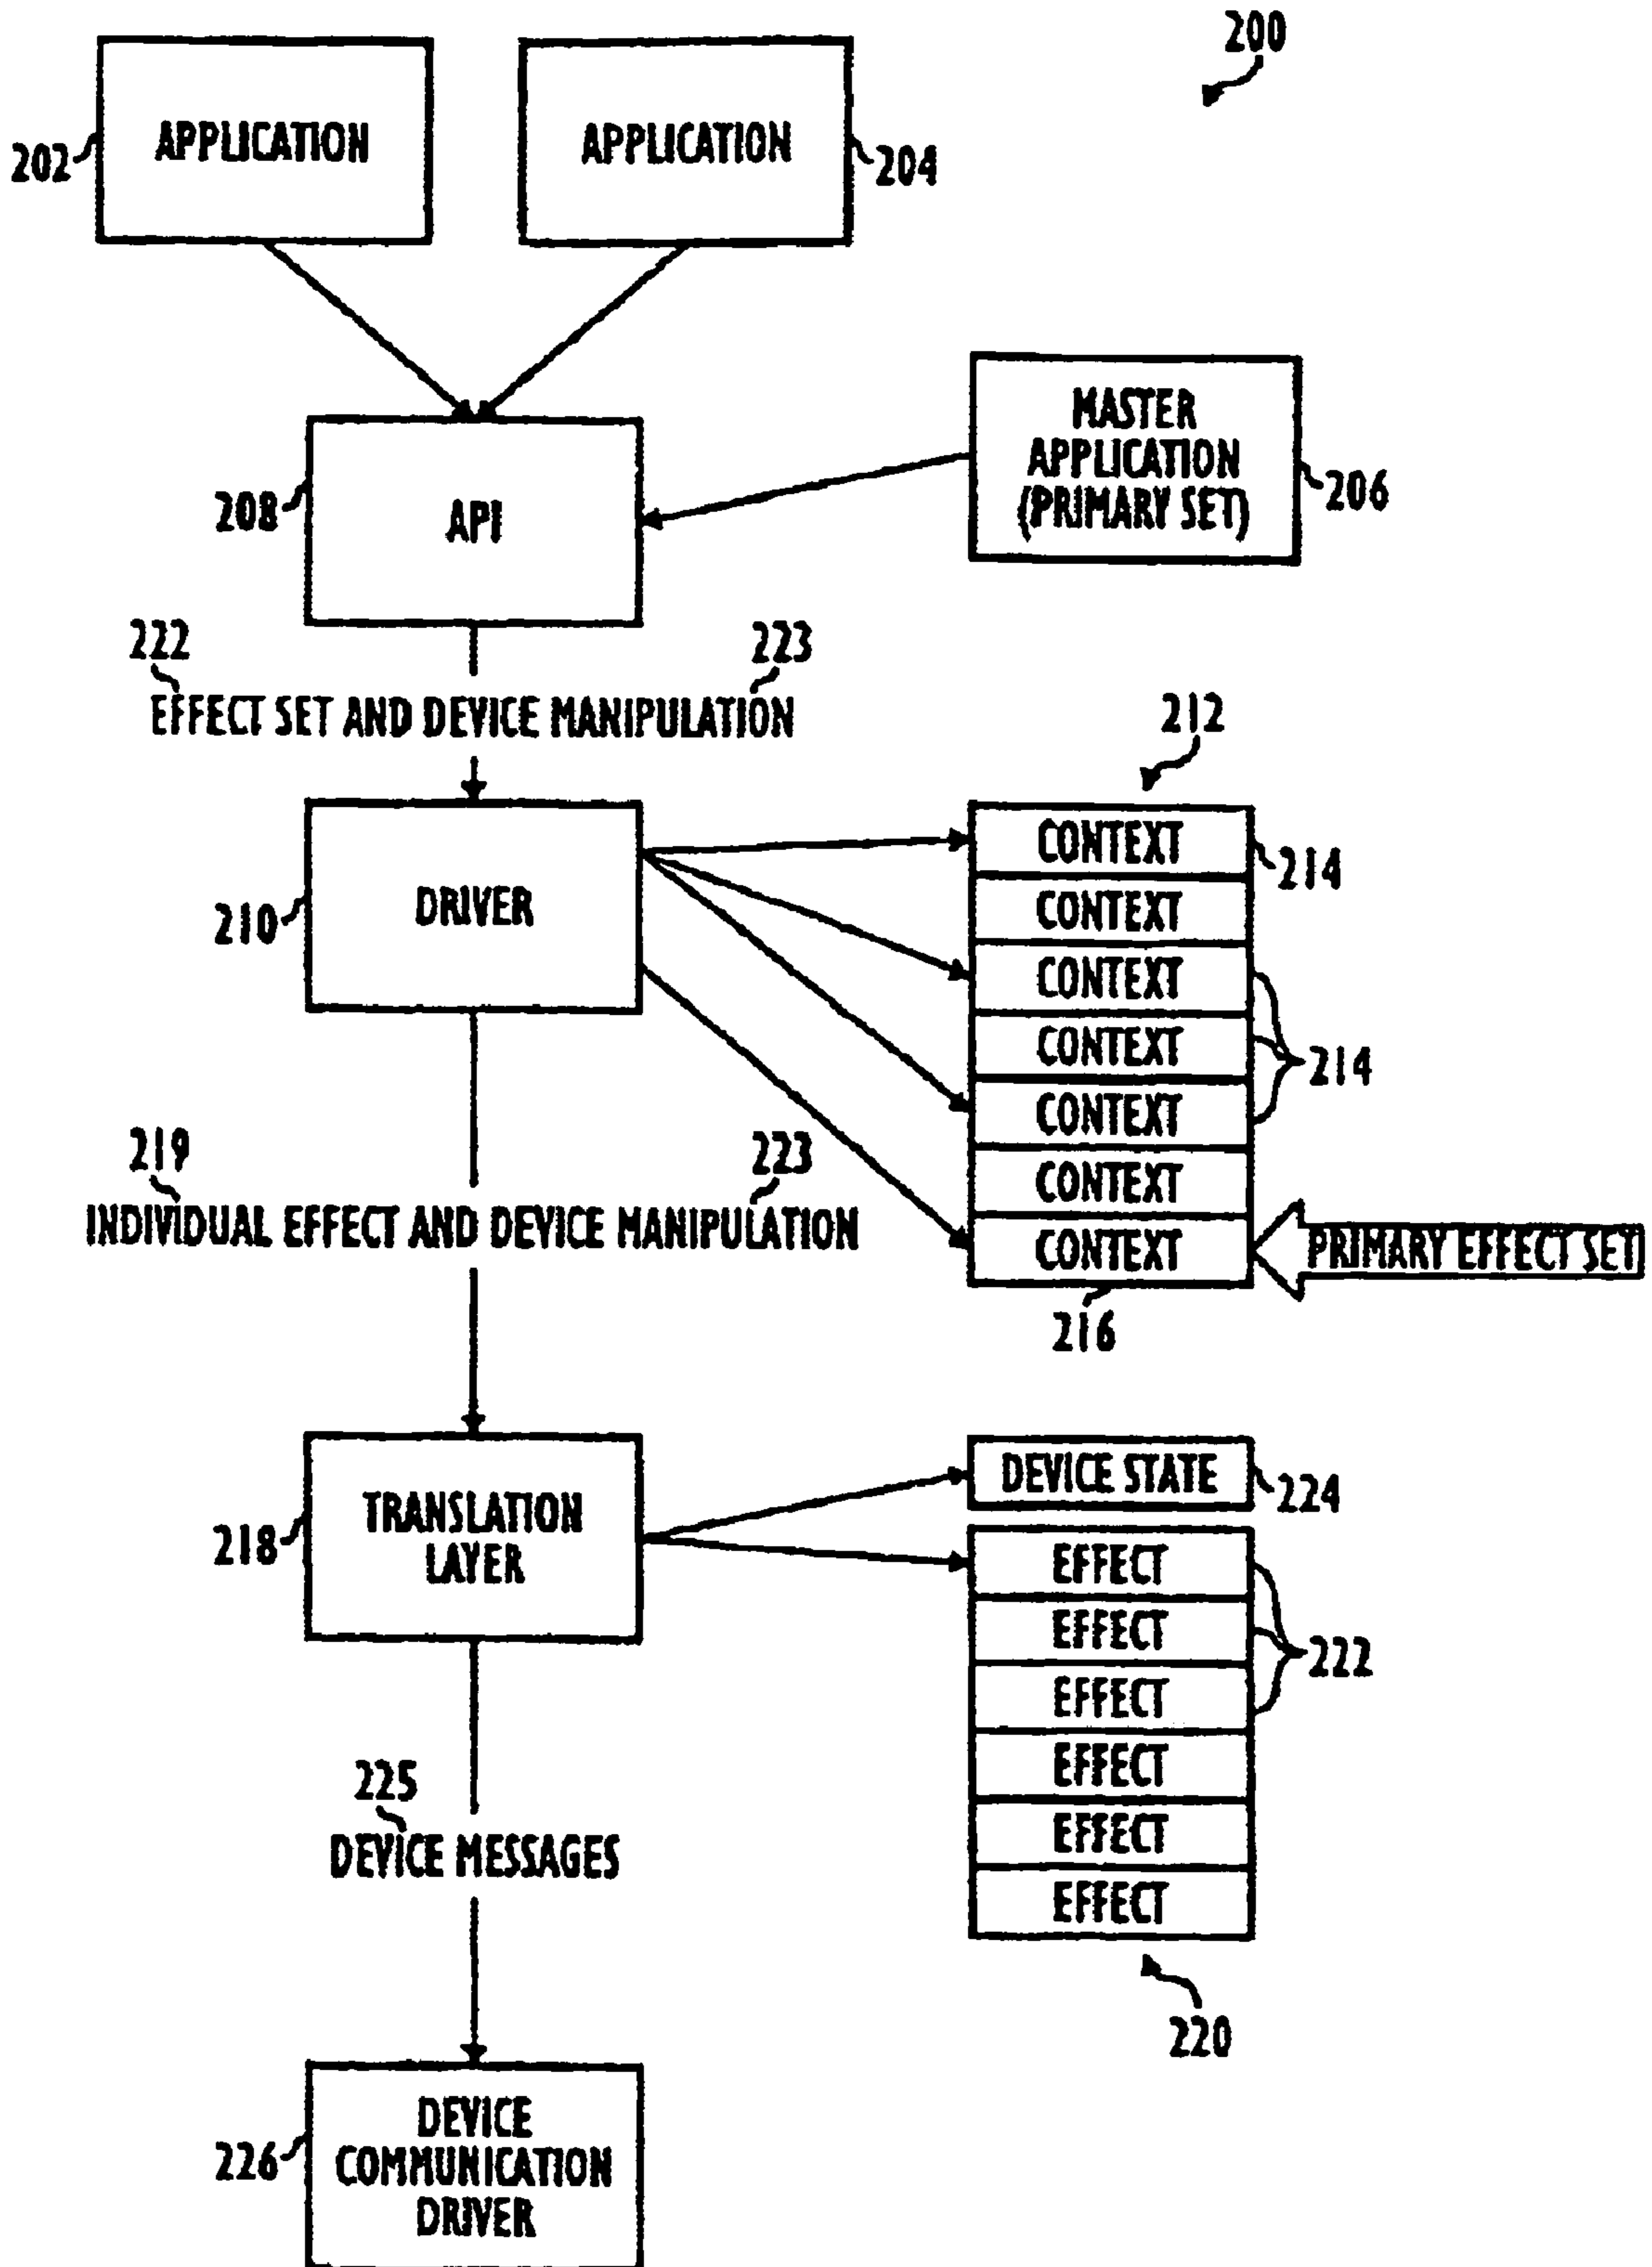 200
APPLICATION
APPLICATION
202
204
MASTER
APPLICATION
(PRIMARY SET)
206
208
API
222
223
EFFECT SET AND DEVICE MANIPULATION
212
CONTEXT
214
CONTEXT
210
DRIVER
CONTEXT
CONTEXT
214
CONTEXT
219
223
CONTEXT
INDIVIDUAL EFFECT AND DEVICE MANIPULATION
CONTEXT
PRIMARY EFFECT SET
216
DEVICE STATE
224
218
TRANSLATION
LAYER
EFFECT
EFFECT
222
EFFECT
EFFECT
225
DEVICE MESSAGES
EFFECT
EFFECT
220
226
DEVICE
COMMUNICATION
DRIVER